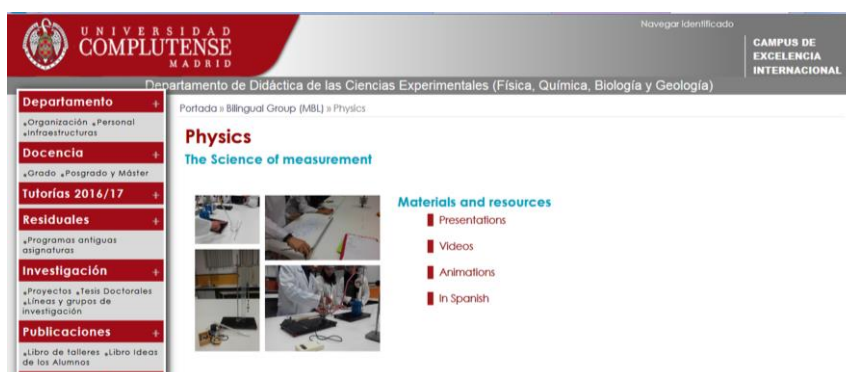 Navegar identificado
UNIVERSIDAD
COMPLUTENSE
MADRID
CAMPUS DE
EXCELENCIA
INTERNACIONAL
Departamento de Didáctica de las Ciencias Experimentales (Física, Química, Biología y Geología)
Departamento +
Organización Personal
Infraestructuras
Docencia +
Grado Posgrado y Máster
Tutorías 2016/17 +
Residuales +
Programas antiguas
asignaturas
Investigación +
Proyectos Tesis Doctorales
Líneas y grupos de
investigación
Publicaciones +
Libro de talleres Libro Ideas
de los Alumnos
Portada » Bilingual Group (MBL) » Physics
Physics
The Science of measurement
Materials and resources
Presentations
Videos
Animations
In Spanish